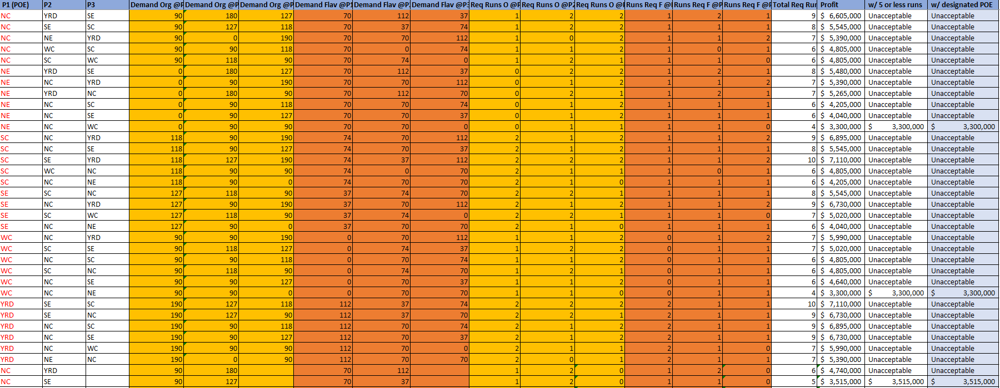 P1 (POE) P2 P3 Demand Org @P Demand Org @P Demand Org @P Demand Flav @P1 Demand Flav @P2 Demand Flav @P3 Req Runs O @P Req Runs O @P2 Req Runs O @ Runs Req F @ Runs Req F @P Runs Req F @P Total Req Run Profit w/ 5 or less runs w/ designated POE
NC YRD SE 90 180 127 70 112 37 1 2 2 1 2 1 9 $ 6,605,000 Unacceptable Unacceptable
NC SE SC 90 127 118 70 37 74 1 2 2 1 1 1 8 $ 5,545,000 Unacceptable Unacceptable
NC NE YRD 90 0 190 70 70 112 1 0 2 1 1 2 7 $ 5,390,000 Unacceptable Unacceptable
NC WC SC 90 90 118 70 0 74 1 1 2 1 0 1 6 $ 4,805,000 Unacceptable Unacceptable
NC SC WC 90 118 90 70 74 0 1 2 1 1 1 0 6 $ 4,805,000 Unacceptable Unacceptable
NE YRD SE 0 180 127 70 112 37 0 2 2 1 2 1 8 $ 5,480,000 Unacceptable Unacceptable
NE NC YRD 0 90 190 70 70 112 0 1 2 1 1 2 7 $ 5,390,000 Unacceptable Unacceptable
NE YRD NC 0 180 90 70 112 70 0 2 1 1 2 1 7 $ 5,265,000 Unacceptable Unacceptable
NE NC SC 0 90 118 70 70 74 0 1 2 1 1 1 6 $ 4,205,000 Unacceptable Unacceptable
NE NC SE 0 90 127 70 70 37 0 1 2 1 1 1 6 $ 4,040,000 Unacceptable Unacceptable
NE NC WC 0 90 90 70 70 0 0 1 1 1 1 0 4 $ 3,300,000 $ 3,300,000 $ 3,300,000
SC NC YRD 118 90 190 74 70 112 2 1 2 1 1 2 9 $ 6,895,000 Unacceptable Unacceptable
SC NC SE 118 90 127 74 70 37 2 1 2 1 1 1 8 $ 5,545,000 Unacceptable Unacceptable
SC SE YRD 118 127 190 74 37 112 2 2 2 1 1 2 10 $ 7,110,000 Unacceptable Unacceptable
SC WC NC 118 90 90 74 0 70 2 1 1 1 0 1 6 $ 4,805,000 Unacceptable Unacceptable
SC NC NE 118 90 0 74 70 70 2 1 0 1 1 1 6 $ 4,205,000 Unacceptable Unacceptable
SE SC NC 127 118 90 37 74 70 2 2 1 1 1 1 8 $ 5,545,000 Unacceptable Unacceptable
SE NC YRD 127 90 190 37 70 112 2 1 2 1 1 2 9 $ 6,730,000 Unacceptable Unacceptable
SE SC WC 127 118 90 37 74 0 2 2 1 1 1 0 7 $ 5,020,000 Unacceptable Unacceptable
SE NC NE 127 90 0 37 70 70 2 1 0 1 1 1 6 $ 4,040,000 Unacceptable Unacceptable
WC NC YRD 90 90 190 0 70 112 1 1 2 0 1 2 7 $ 5,990,000 Unacceptable Unacceptable
WC SC SE 90 118 127 0 74 37 1 2 2 0 1 1 7 $ 5,020,000 Unacceptable Unacceptable
WC NC SC 90 90 118 0 70 74 1 1 2 0 1 1 6 $ 4,805,000 Unacceptable Unacceptable
WC SC NC 90 118 90 0 74 70 1 2 1 0 1 1 6 $ 4,805,000 Unacceptable Unacceptable
WC NC SE 90 90 127 0 70 37 1 1 2 0 1 1 6 $ 4,640,000 Unacceptable Unacceptable
WC NC NE 90 90 0 0 70 70 1 1 0 0 1 1 4 $ 3,300,000 $ 3,300,000 $ 3,300,000
YRD SE SC 190 127 118 112 37 74 2 2 2 2 1 1 10 $ 7,110,000 Unacceptable Unacceptable
YRD SE NC 190 127 90 112 37 70 2 2 1 2 1 1 9 $ 6,730,000 Unacceptable Unacceptable
YRD NC SC 190 90 118 112 70 74 2 1 2 2 1 1 9 $ 6,895,000 Unacceptable Unacceptable
YRD NC SE 190 90 127 112 70 37 2 1 2 2 1 1 9 $ 6,730,000 Unacceptable Unacceptable
YRD NC WC 190 90 90 112 70 0 2 1 1 2 1 0 7 $ 5,990,000 Unacceptable Unacceptable
YRD NE NC 190 0 90 112 70 70 2 0 1 2 1 1 7 $ 5,390,000 Unacceptable Unacceptable
NC YRD 90 180 70 112 1 2 0 1 2 0 6 $ 4,740,000 Unacceptable Unacceptable
NC SE 90 127 70 37 1 2 0 1 1 0 5 $ 3,515,000 $ 3,515,000 $ 3,515,000